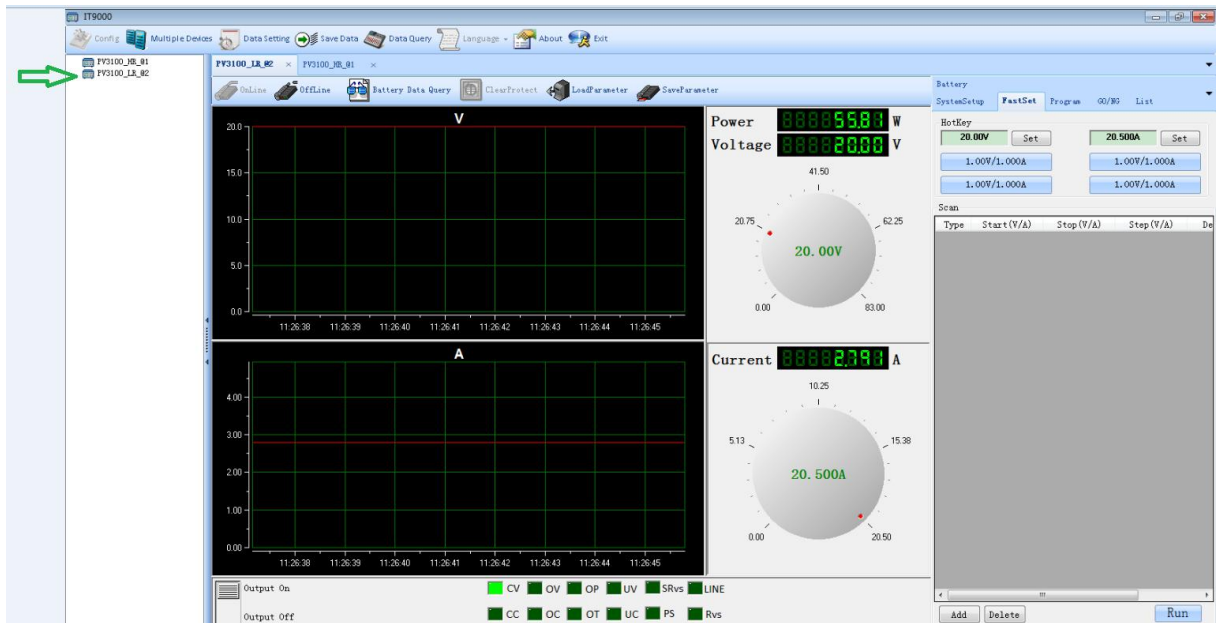 IT9000
Config Multiple Devices Data Setting Save Data Data Query Language About Exit
PV3100_HR_01
PV3100_LR_02
PV3100_LR_02 × PV3100_HR_01 ×
OnLine OffLine Battery Data Query ClearProtect LoadParameter SaveParameter
V
20.0
15.0
10.0
5.0
0.0
11:26:38 11:26:39 11:26:40 11:26:41 11:26:42 11:26:43 11:26:44 11:26:45
A
4.00
3.00
2.00
1.00
0.00
11:26:38 11:26:39 11:26:40 11:26:41 11:26:42 11:26:43 11:26:44 11:26:45
Power 55.81 W
Voltage 20.00 V
41.50
20.75 62.25
20.00V
0.00 83.00
Current 2.791 A
10.25
5.13 15.38
20.500A
0.00 20.50
Output On
Output Off
CV OV OP UV SRvs LINE
CC OC OT UC PS Rvs
Battery
SystemSetup FastSet Program GO/NG List
HotKey
20.00V Set 20.500A Set
1.00V/1.000A 1.00V/1.000A
1.00V/1.000A 1.00V/1.000A
Scan
Type Start(V/A) Stop(V/A) Step(V/A) De
Add Delete Run